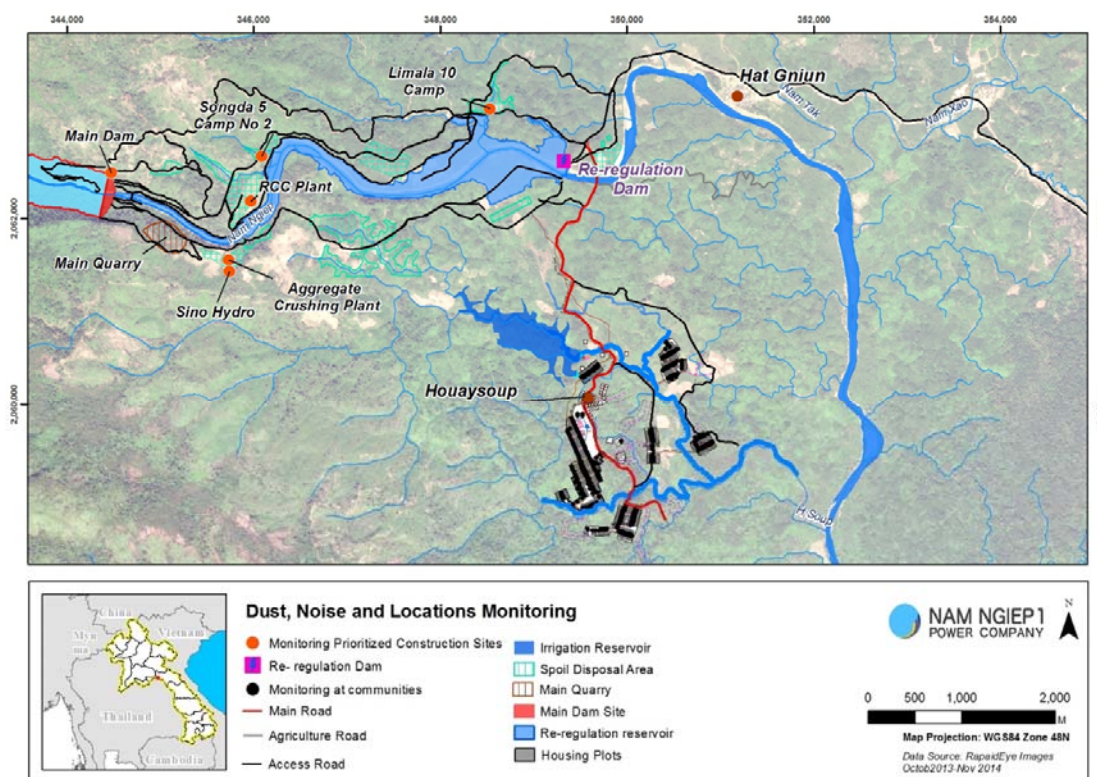 344,000
346,000
348,000
350,000
352,000
354,000
2,062,000
2,060,000
Limala 10
Camp
Hat Gniun
Nam Tak
Nam Xao
Songda 5
Camp No 2
Main Dam
Re-regulation
Dam
RCC Plant
Nam Ngiep
Main Quarry
Aggregate
Crushing Plant
Sino Hydro
Houaysoup
H.Soup
China
Myn
ma
Vietnam
Thailand
Cambodia
Dust, Noise and Locations Monitoring
Monitoring Prioritized Construction Sites
Re- regulation Dam
Monitoring at communities
Main Road
Agriculture Road
Access Road
Irrigation Reservoir
Spoil Disposal Area
Main Quarry
Main Dam Site
Re-regulation reservoir
Housing Plots
NAM NGIEP 1
POWER COMPANY
N
0 500 1,000 2,000
M
Map Projection: WGS84 Zone 48N
Data Source: RapaidEye Images
Octob2013-Nov 2014